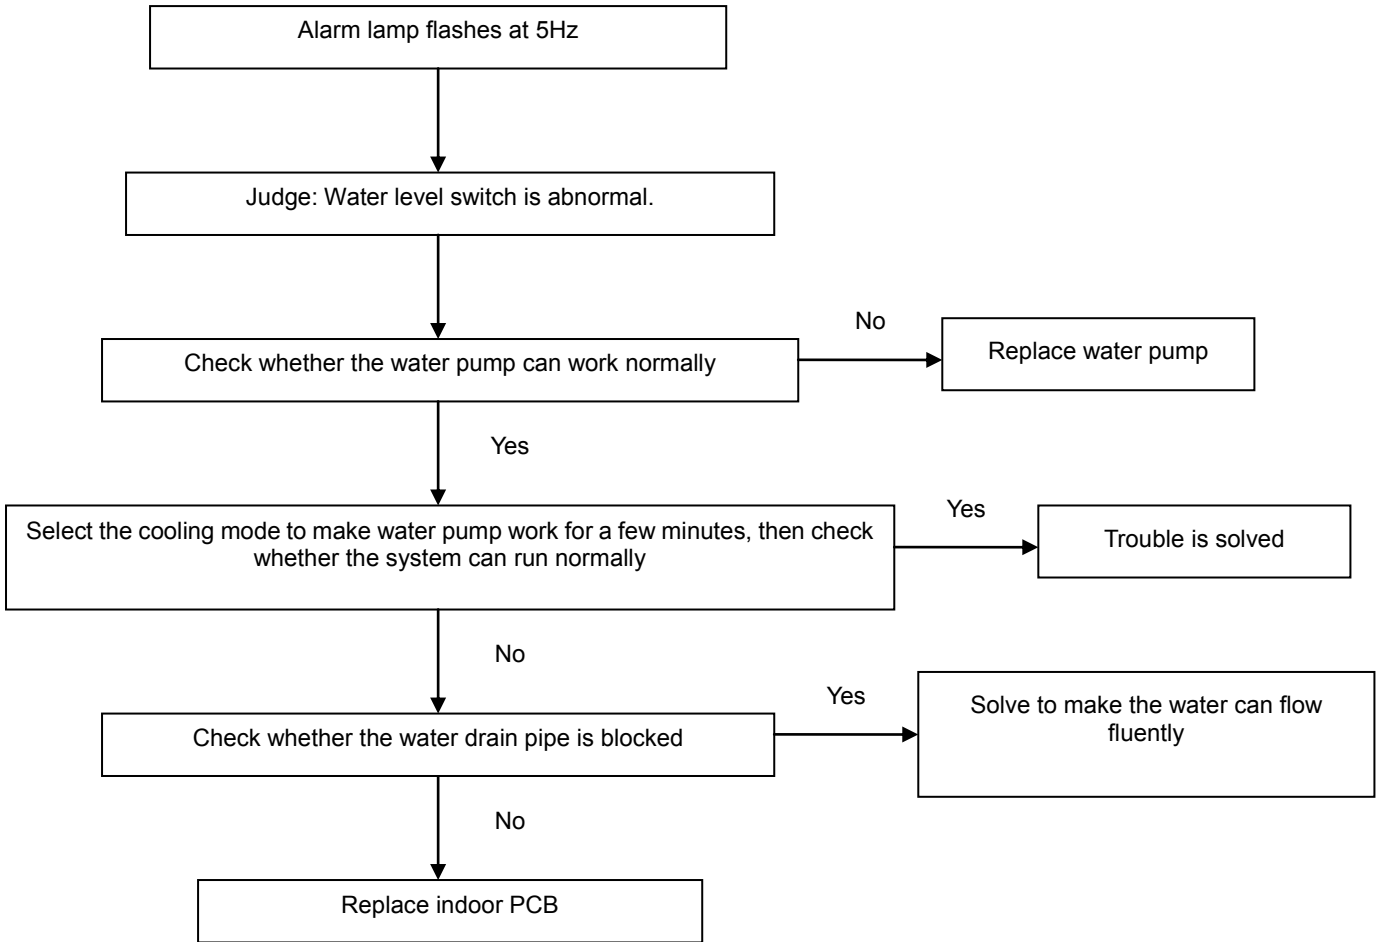 Alarm lamp flashes at 5Hz
Judge: Water level switch is abnormal.
No
Check whether the water pump can work normally
Replace water pump
Yes
Select the cooling mode to make water pump work for a few minutes, then check
whether the system can run normally
Yes
Trouble is solved
No
Check whether the water drain pipe is blocked
Yes
Solve to make the water can flow
fluently
No
Replace indoor PCB